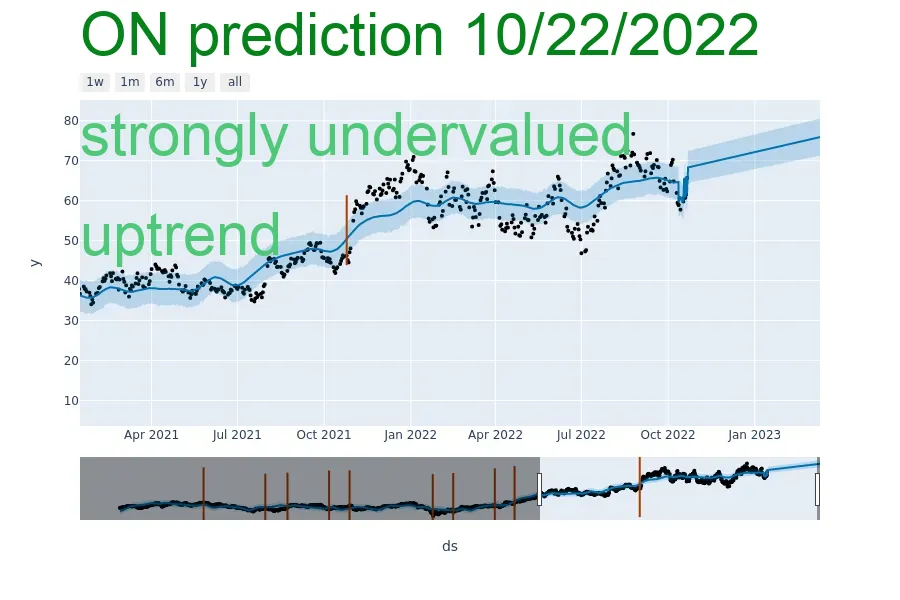 ON prediction 10/22/2022
1w 1m 6m 1y all
strongly undervalued
uptrend
80
70
60
50
40
30
20
10
y
Apr 2021 Jul 2021 Oct 2021 Jan 2022 Apr 2022 Jul 2022 Oct 2022 Jan 2023
ds